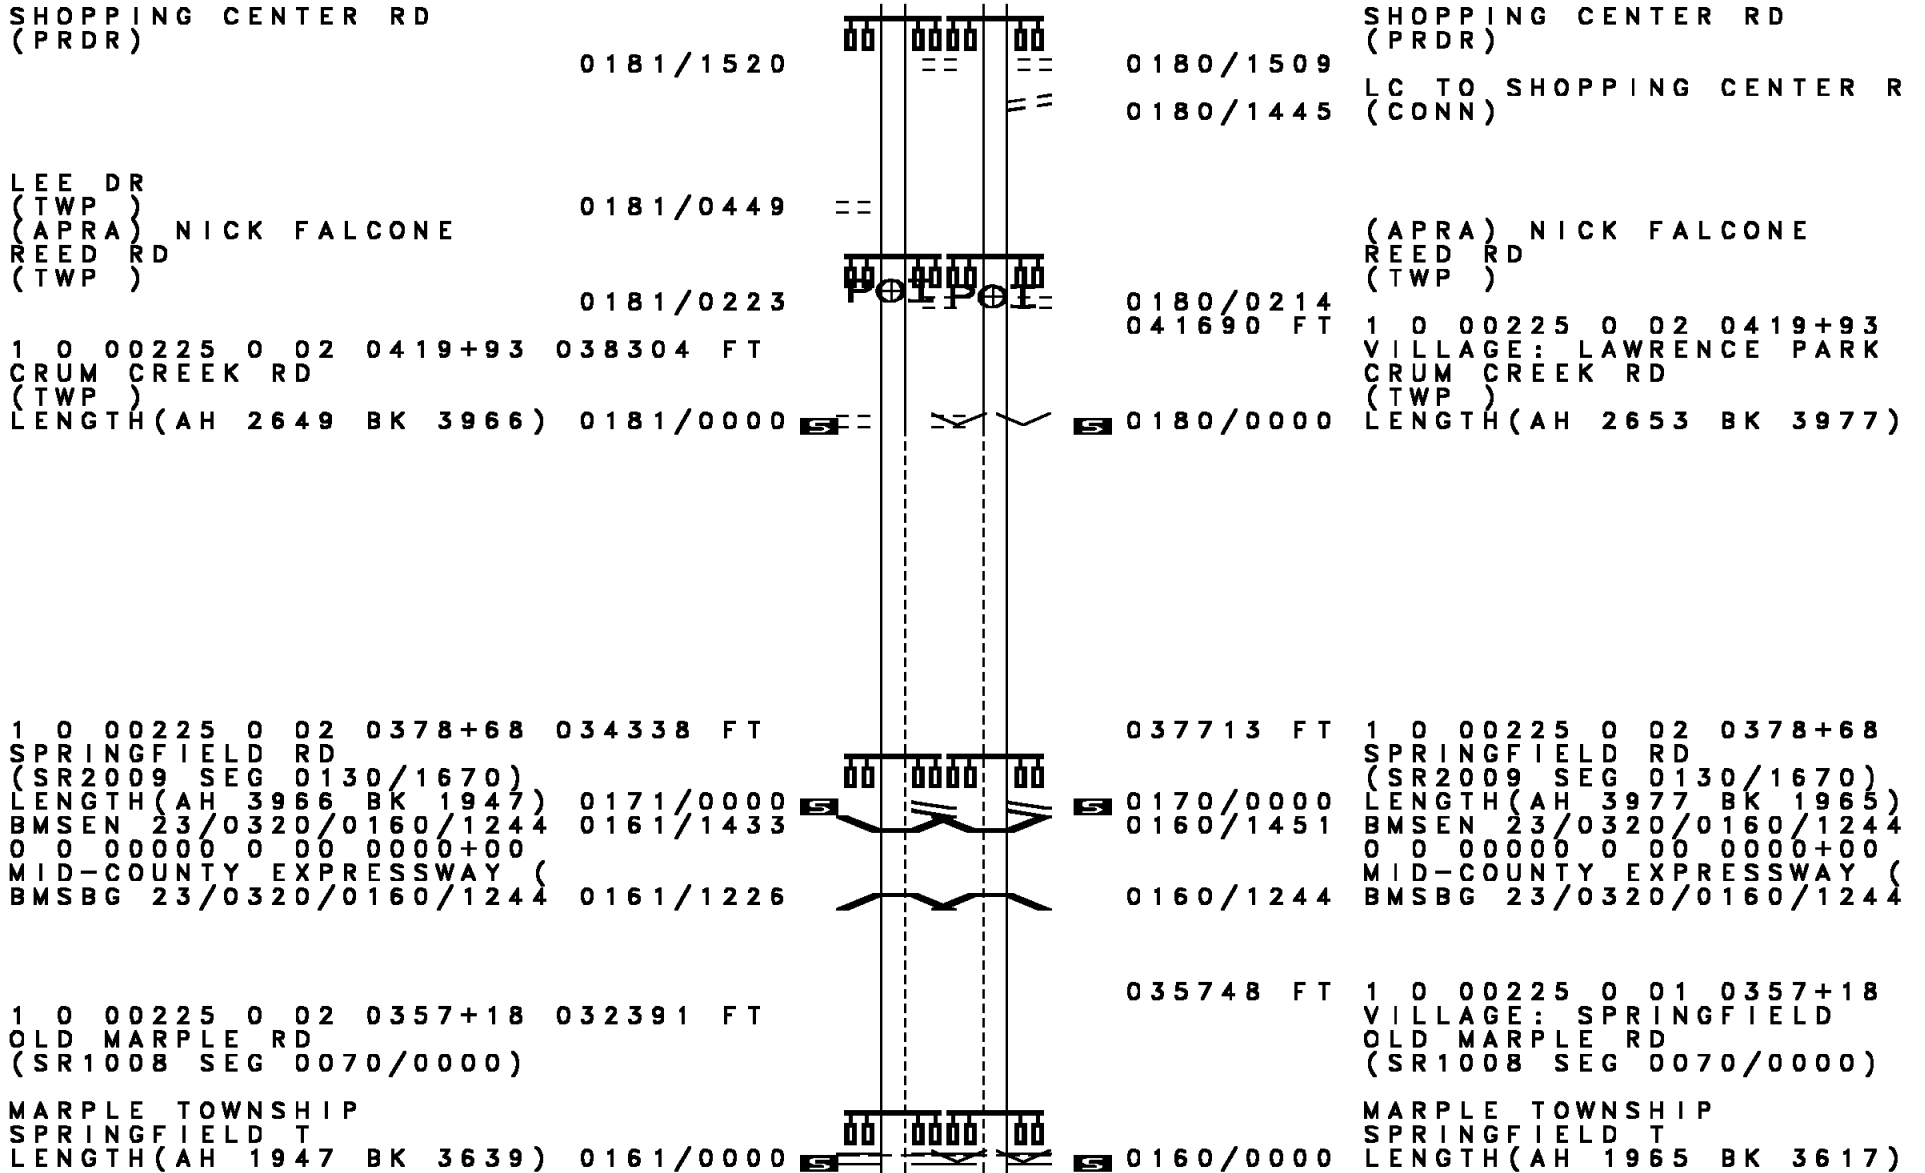 SHOPPING CENTER RD
(PRDR)
0181/1520
LEE DR
(TWP )
0181/0449
(APRA) NICK FALCONE
REED RD
(TWP )
0181/0223
1 0 00225 0 02 0419+93 038304 FT
CRUM CREEK RD
(TWP )
LENGTH(AH 2649 BK 3966) 0181/0000 S
1 0 00225 0 02 0378+68 034338 FT
SPRINGFIELD RD
(SR2009 SEG 0130/1670)
LENGTH(AH 3966 BK 1947) 0171/0000 S
BMSEN 23/0320/0160/1244 0161/1433
0 0 00000 0 00 0000+00
MID-COUNTY EXPRESSWAY (
BMSBG 23/0320/0160/1244 0161/1226
1 0 00225 0 02 0357+18 032391 FT
OLD MARPLE RD
(SR1008 SEG 0070/0000)
MARPLE TOWNSHIP
SPRINGFIELD T
LENGTH(AH 1947 BK 3639) 0161/0000 S
POT POT
SHOPPING CENTER RD
(PRDR)
0180/1509
LC TO SHOPPING CENTER R
0180/1445 (CONN)
(APRA) NICK FALCONE
REED RD
(TWP )
0180/0214
041690 FT 1 0 00225 0 02 0419+93
VILLAGE: LAWRENCE PARK
CRUM CREEK RD
(TWP )
S 0180/0000 LENGTH(AH 2653 BK 3977)
037713 FT 1 0 00225 0 02 0378+68
SPRINGFIELD RD
(SR2009 SEG 0130/1670)
S 0170/0000 LENGTH(AH 3977 BK 1965)
0160/1451 BMSEN 23/0320/0160/1244
0 0 00000 0 00 0000+00
MID-COUNTY EXPRESSWAY (
0160/1244 BMSBG 23/0320/0160/1244
035748 FT 1 0 00225 0 01 0357+18
VILLAGE: SPRINGFIELD
OLD MARPLE RD
(SR1008 SEG 0070/0000)
MARPLE TOWNSHIP
SPRINGFIELD T
S 0160/0000 LENGTH(AH 1965 BK 3617)